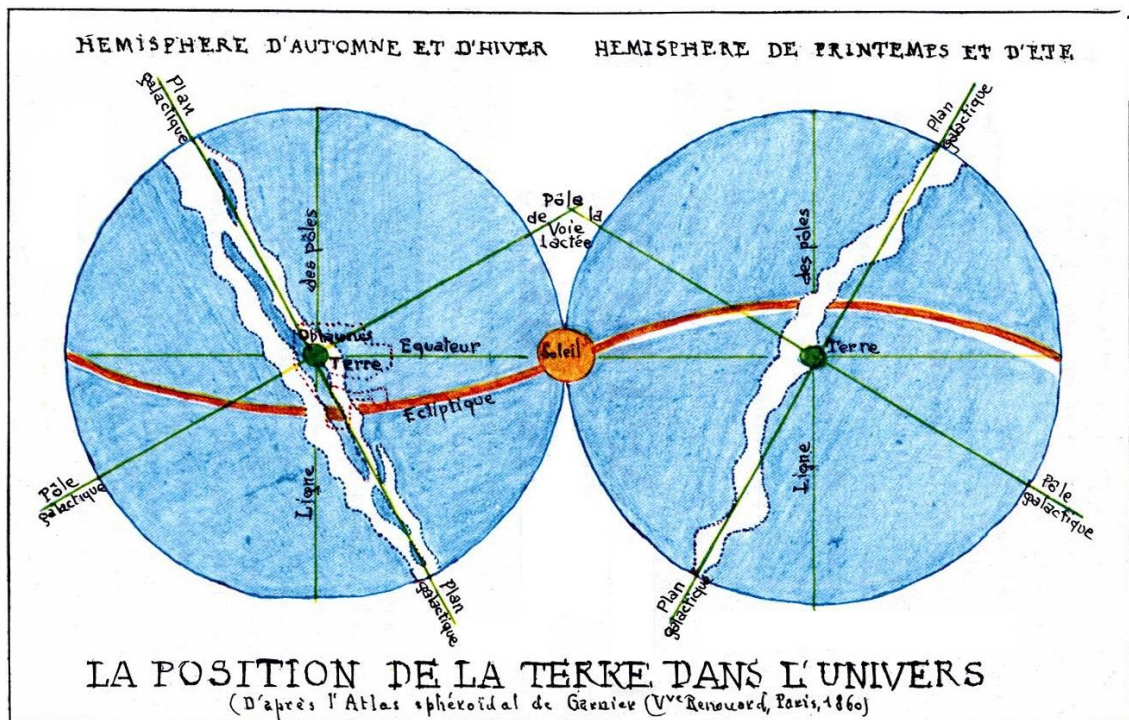 HEMISPHERE D'AUTOMNE ET D'HIVER
HEMISPHERE DE PRINTEMPS ET D'ÉTÉ
Plan
galactique
Plan
galactique
Pôle
de la
Voie
lactée
des pôles
des pôles
Terre
Equateur
Soleil
Terre
Ecliptique
Ligne
Ligne
Pôle
galactique
Pôle
galactique
Plan
galactique
Plan
galactique
LA POSITION DE LA TERRE DANS L'UNIVERS
(D'après l'Atlas sphéroïdal de Garnier (Vve Renouard, Paris, 1860)